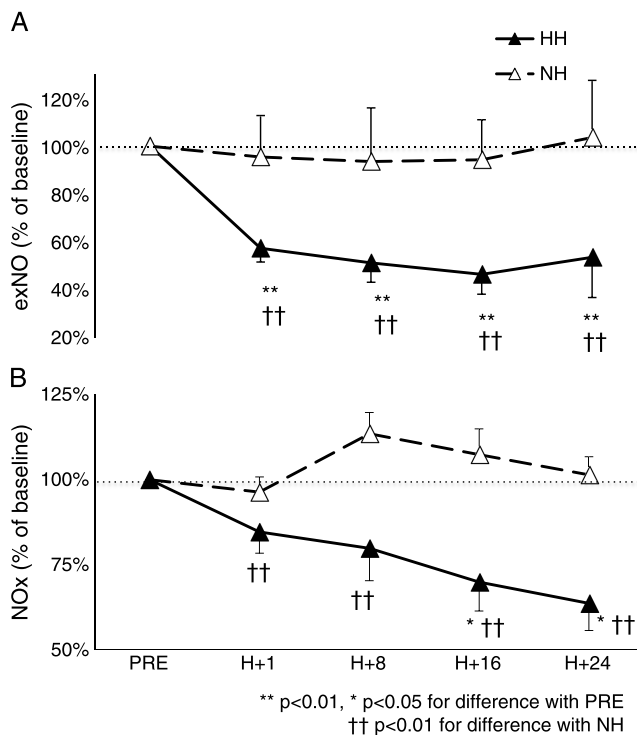 A
HH
NH
exNO (% of baseline)
120%
100%
80%
60%
40%
20%
** ** ** **
†† †† †† ††
B
NOx (% of baseline)
125%
100%
75%
50%
†† †† * †† * ††
PRE H+1 H+8 H+16 H+24
** p<0.01, * p<0.05 for difference with PRE
†† p<0.01 for difference with NH